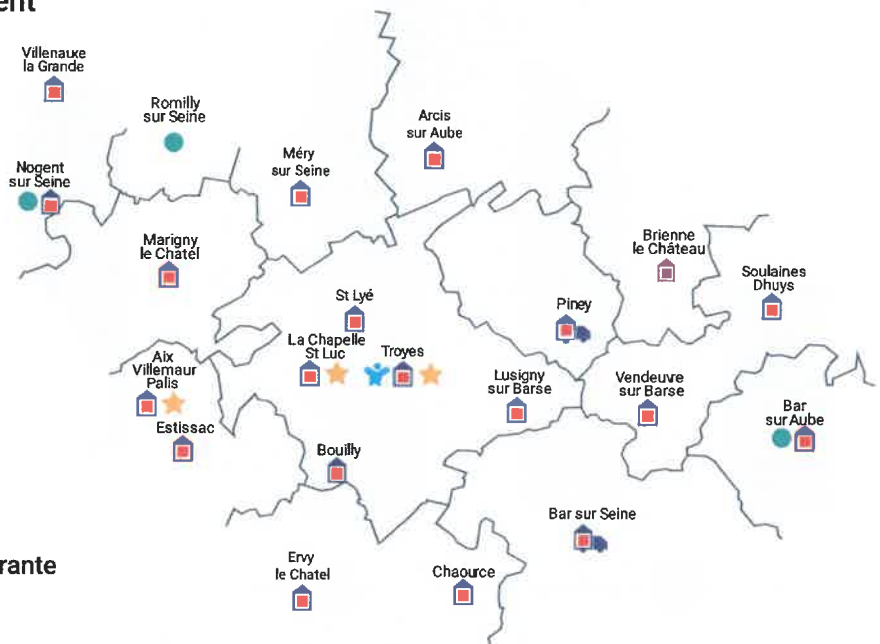 ent
Villenauxe
la Grande
Romilly
sur Seine
Arcis
sur Aube
Méry
sur Seine
Nogent
sur Seine
Marigny
le Chatel
Brienne
le Château
Soulaines
Dhuys
St Lyé
Piney
La Chapelle
St Luc
Troyes
Aix
Villemaur
Palis
Lusigny
sur Barse
Vendeuvre
sur Barse
Bar
sur Aube
Estissac
Bouilly
Bar sur Seine
Ervy
le Chatel
Chaource
rante